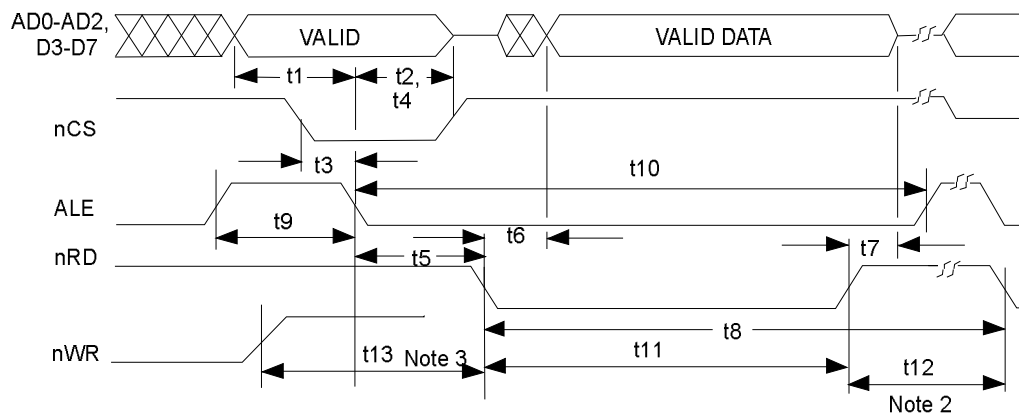 AD0-AD2,
D3-D7
VALID
VALID DATA
t1
t2,
t4
nCS
t3
t10
ALE
t9
t6
t5
t7
nRD
t8
nWR
t13
Note 3
t11
t12
Note 2